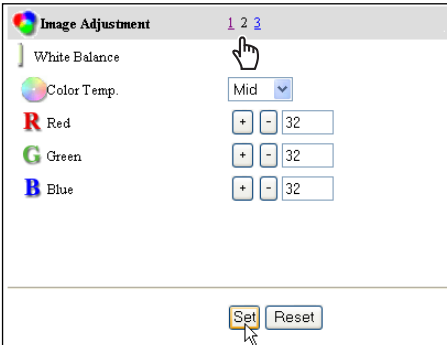 Image Adjustment 1 2 3
White Balance
Color Temp. Mid
R Red + - 32
G Green + - 32
B Blue + - 32
Set Reset